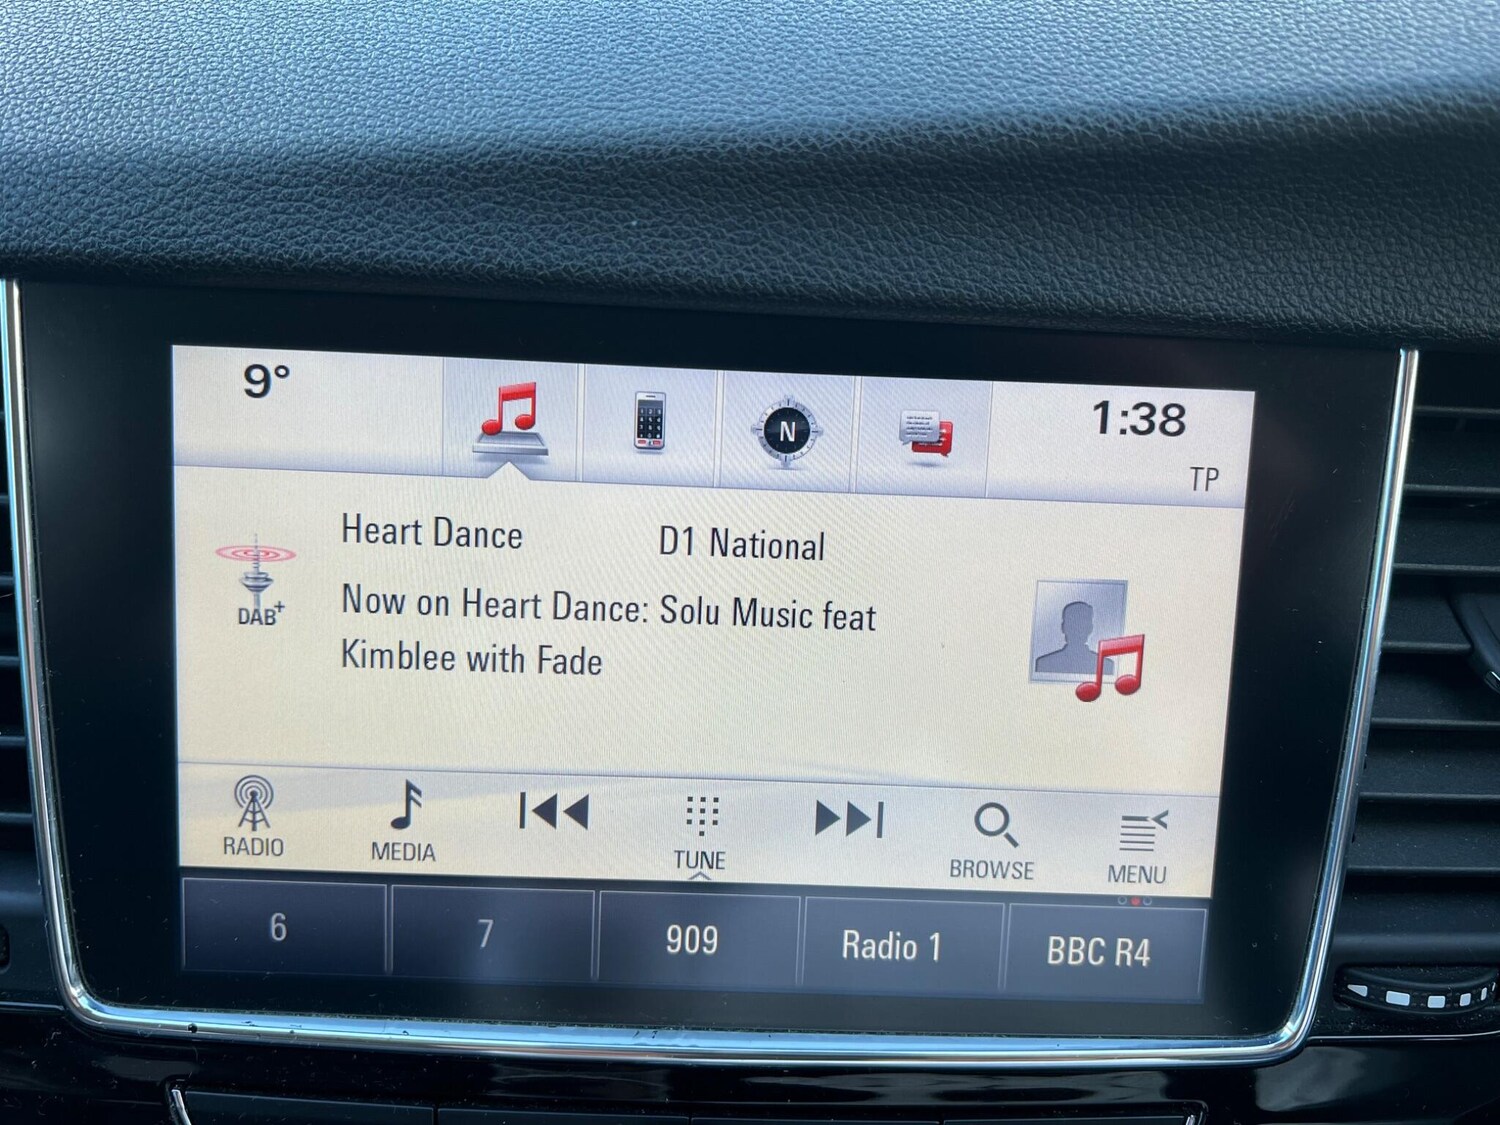 9°
N
1:38
TP
Heart Dance D1 National
DAB+
Now on Heart Dance: Solu Music feat
Kimblee with Fade
RADIO
MEDIA
TUNE
BROWSE
MENU
6
7
909
Radio 1
BBC R4